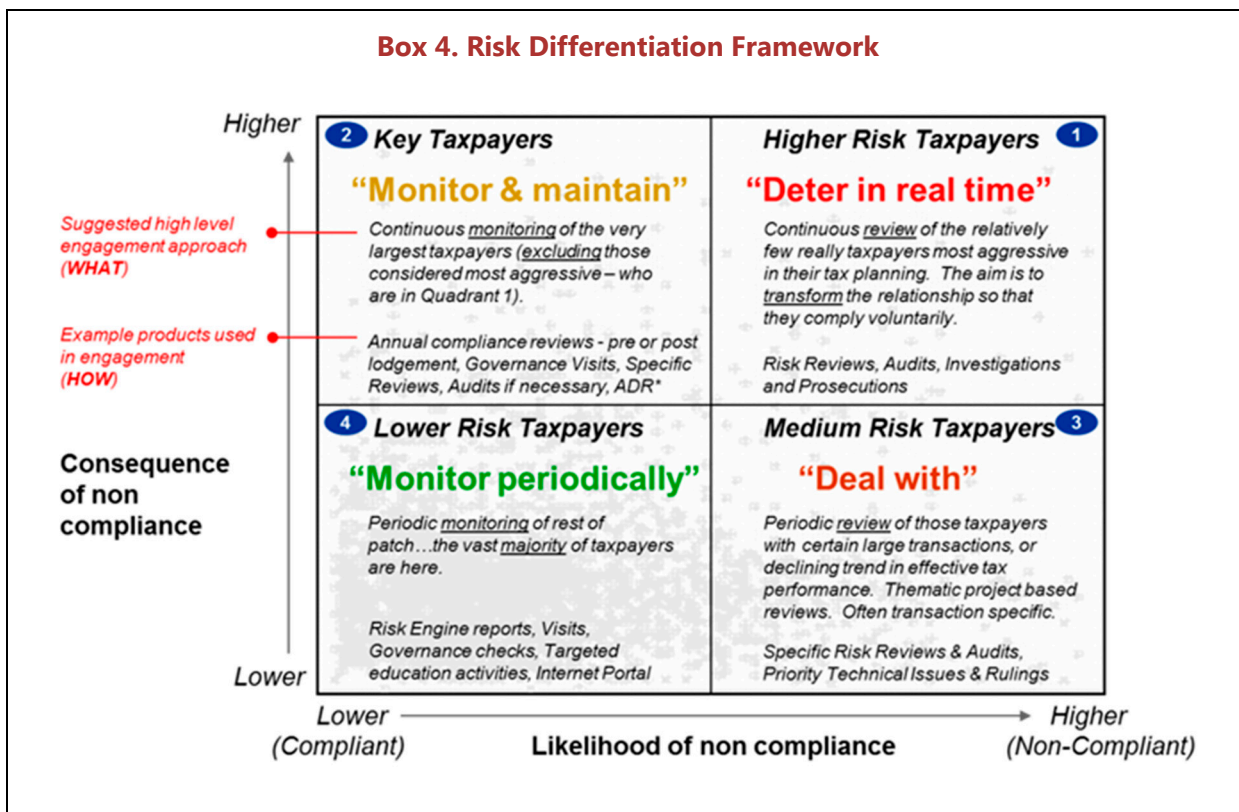 Box 4. Risk Differentiation Framework
Higher
2 Key Taxpayers
“Monitor & maintain”
Continuous monitoring of the very
largest taxpayers (excluding those
considered most aggressive – who
are in Quadrant 1).
Annual compliance reviews - pre or post
lodgement, Governance Visits, Specific
Reviews, Audits if necessary, ADR*
Higher Risk Taxpayers 1
“Deter in real time”
Continuous review of the relatively
few really taxpayers most aggressive
in their tax planning. The aim is to
transform the relationship so that
they comply voluntarily.
Risk Reviews, Audits, Investigations
and Prosecutions
Suggested high level
engagement approach
(WHAT)
Example products used
in engagement
(HOW)
Consequence
of non
compliance
4 Lower Risk Taxpayers
“Monitor periodically”
Periodic monitoring of rest of
patch…the vast majority of taxpayers
are here.
Risk Engine reports, Visits,
Governance checks, Targeted
education activities, Internet Portal
Medium Risk Taxpayers 3
“Deal with”
Periodic review of those taxpayers
with certain large transactions, or
declining trend in effective tax
performance. Thematic project based
reviews. Often transaction specific.
Specific Risk Reviews & Audits,
Priority Technical Issues & Rulings
Lower
Lower
(Compliant)
Likelihood of non compliance
Higher
(Non-Compliant)